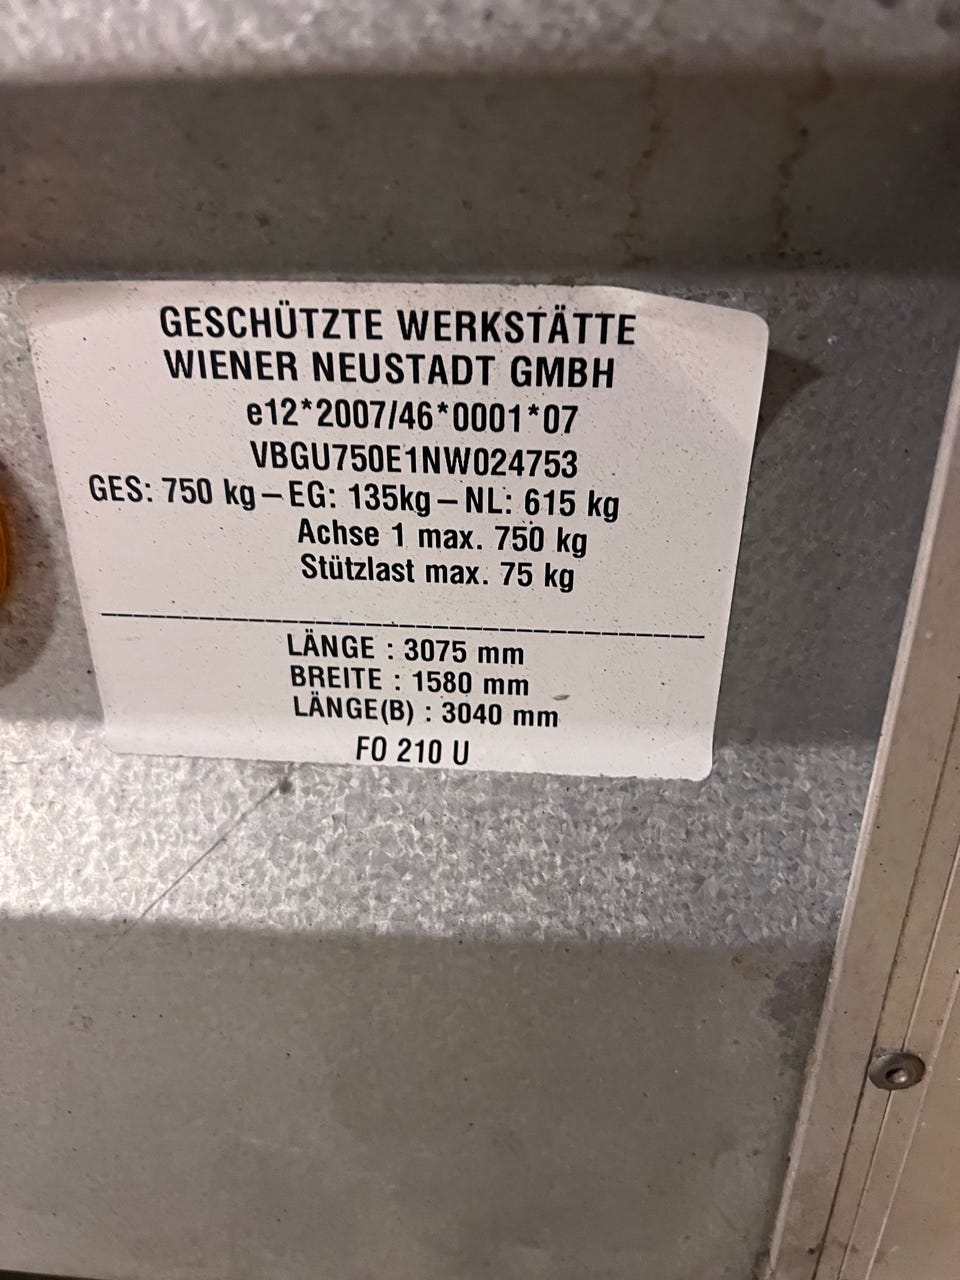 GESCHÜTZTE WERKSTÄTTE
WIENER NEUSTADT GMBH
e12*2007/46*0001*07
VBGU750E1NW024753
GES: 750 kg – EG: 135kg – NL: 615 kg
Achse 1 max. 750 kg
Stützlast max. 75 kg
LÄNGE : 3075 mm
BREITE : 1580 mm
LÄNGE(B) : 3040 mm
FO 210 U